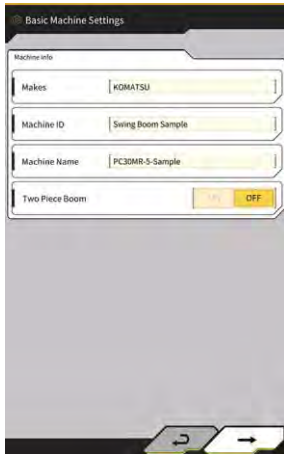 Basic Machine Settings
Machine info
Makes KOMATSU
Machine ID Swing Boom Sample
Machine Name PC30MR-5-Sample
Two Piece Boom ON OFF